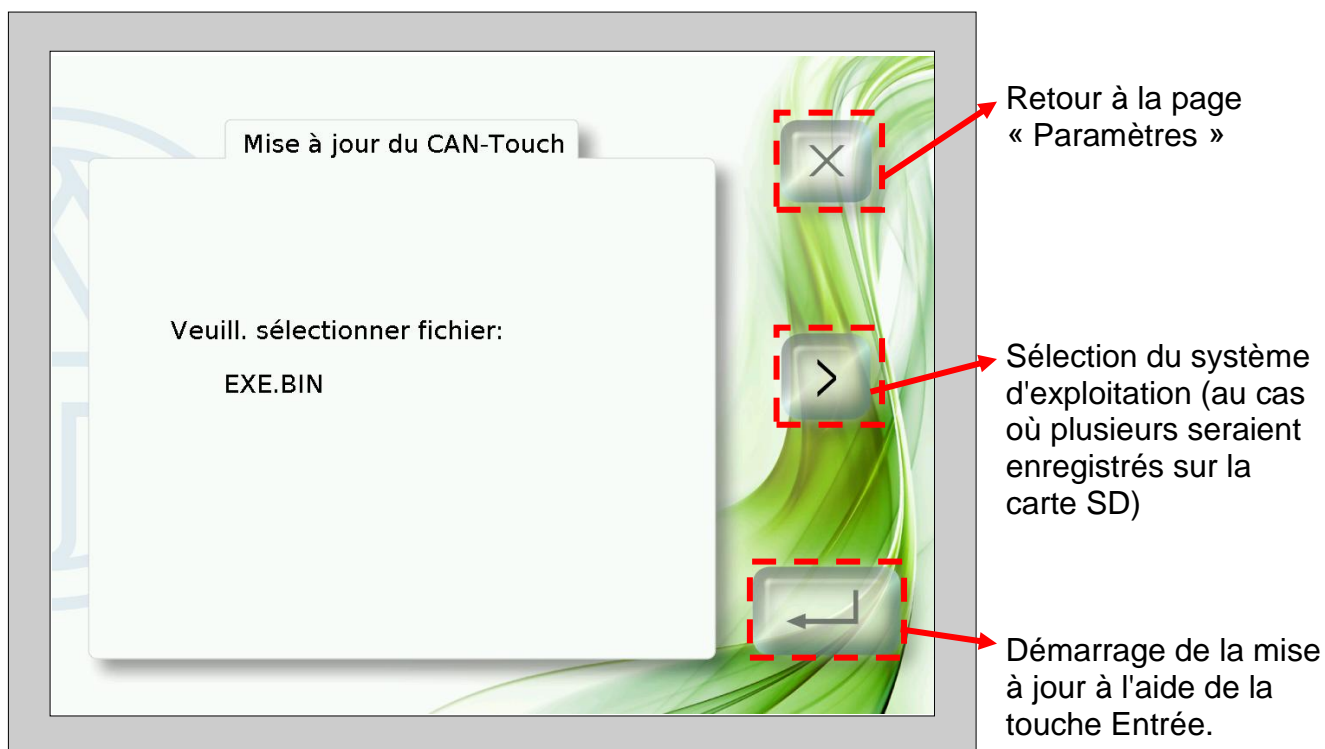 Mise à jour du CAN-Touch
Veuill. sélectionner fichier:
EXE.BIN
Retour à la page
« Paramètres »
Sélection du système
d'exploitation (au cas
où plusieurs seraient
enregistrés sur la
carte SD)
Démarrage de la mise
à jour à l'aide de la
touche Entrée.